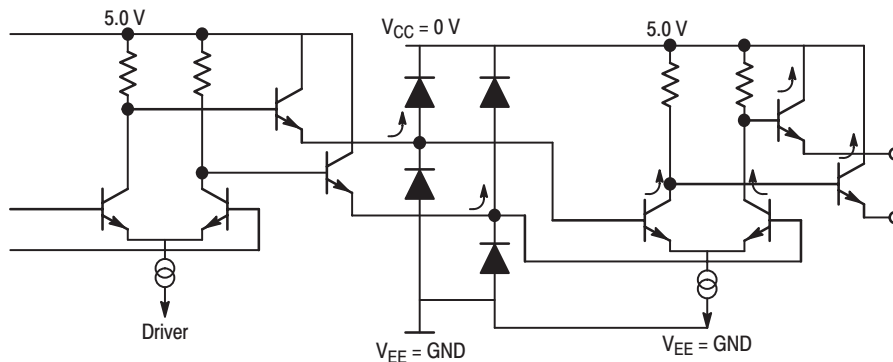 5.0 V
V_CC = 0 V
5.0 V
Driver
V_EE = GND
V_EE = GND